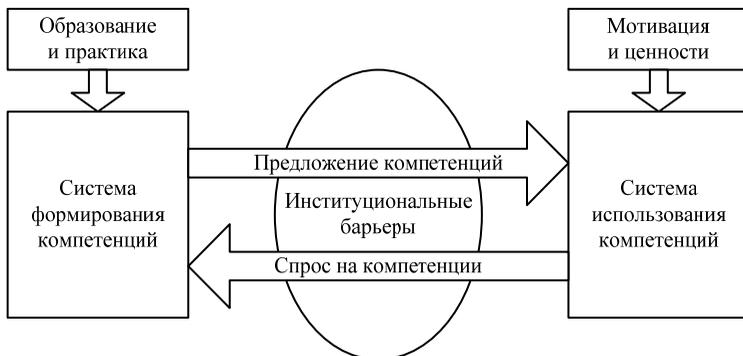 Образование
и практика
Мотивация
и ценности
Предложение компетенций
Система
формирования
компетенций
Институциональные
барьеры
Система
использования
компетенций
Спрос на компетенции